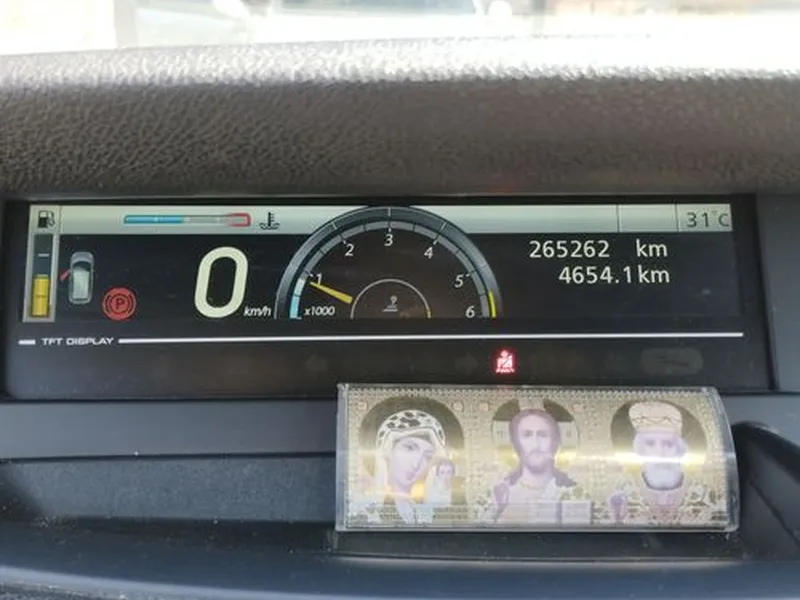 31°C
265262 km
4654.1 km
0 km/h
1 2 3 4 5 6
x1000
P
TFT DISPLAY